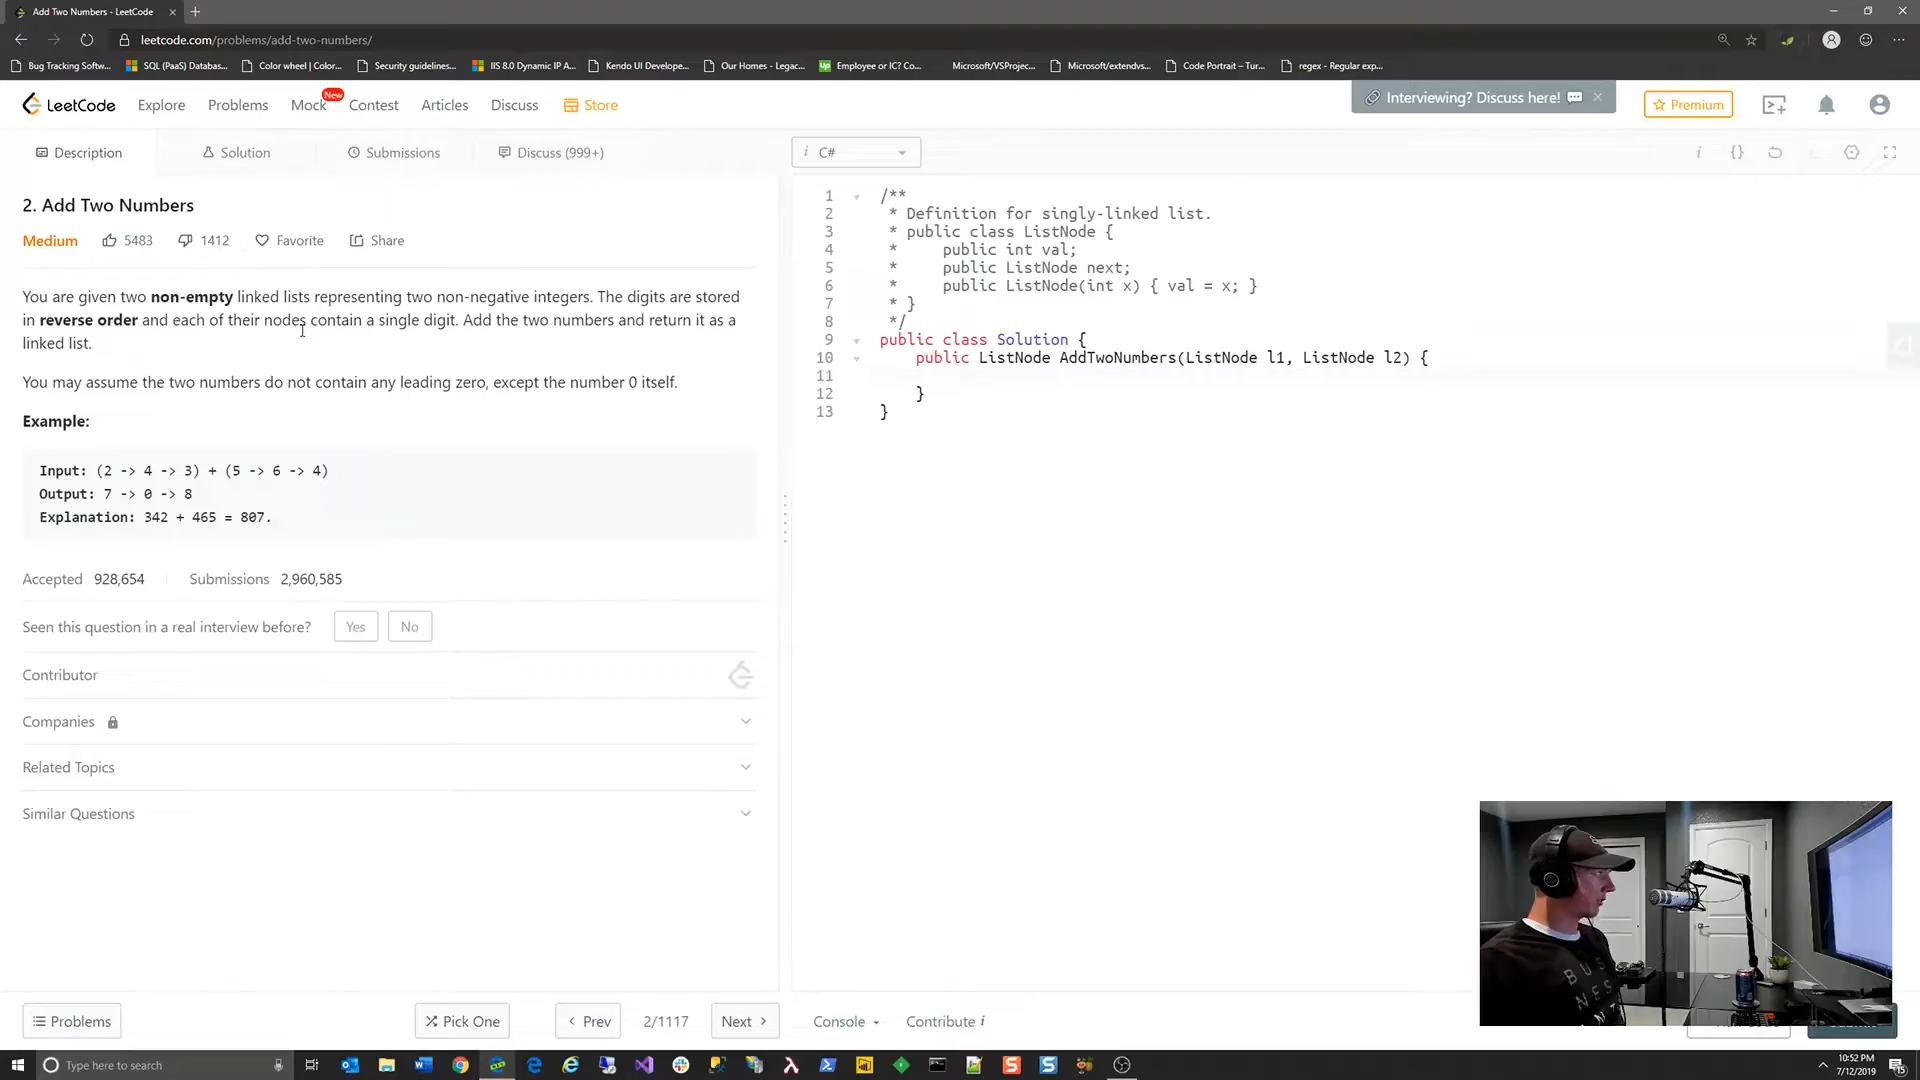 Add Two Numbers - LeetCode
leetcode.com/problems/add-two-numbers/
Bug Tracking Softw... SQL (PaaS) Databas... Color wheel | Color... Security guidelines... IIS 8.0 Dynamic IP A... Kendo UI Develope... Our Homes - Legac... Employee or IC? Co... Microsoft/VSProjec... Microsoft/extendvs... Code Portrait – Tur... regex - Regular exp...
LeetCode Explore Problems Mock New Contest Articles Discuss Store Interviewing? Discuss here! Premium
Description Solution Submissions Discuss (999+) C#
2. Add Two Numbers
Medium 5483 1412 Favorite Share
You are given two non-empty linked lists representing two non-negative integers. The digits are stored
in reverse order and each of their nodes contain a single digit. Add the two numbers and return it as a
linked list.
You may assume the two numbers do not contain any leading zero, except the number 0 itself.
Example:
Input: (2 -> 4 -> 3) + (5 -> 6 -> 4)
Output: 7 -> 0 -> 8
Explanation: 342 + 465 = 807.
Accepted 928,654 Submissions 2,960,585
Seen this question in a real interview before? Yes No
Contributor
Companies
Related Topics
Similar Questions
Problems Pick One Prev 2/1117 Next
1 /**
2 * Definition for singly-linked list.
3 * public class ListNode {
4 *     public int val;
5 *     public ListNode next;
6 *     public ListNode(int x) { val = x; }
7 * }
8 */
9 public class Solution {
10     public ListNode AddTwoNumbers(ListNode l1, ListNode l2) {
11
12     }
13 }
Console Contribute i
BUS
NES
Type here to search
10:52 PM
7/12/2019